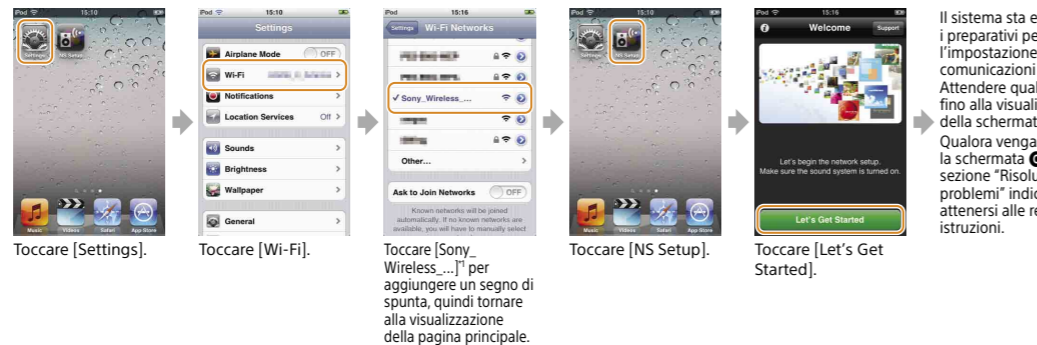 Pod 15:10
Settings
NS Setup
Music
Videos
Safari
App Store
Toccare [Settings].
Pod 15:10
Settings
Airplane Mode OFF
Wi-Fi
Notifications
Location Services Off
Sounds
Brightness
Wallpaper
General
Toccare [Wi-Fi].
Pod 15:16
Settings Wi-Fi Networks
Sony_Wireless_...
Other...
Ask to Join Networks OFF
Known networks will be joined
automatically. If no known networks are
available, you will have to manually select
Toccare [Sony_
Wireless_...]*1 per
aggiungere un segno di
spunta, quindi tornare
alla visualizzazione
della pagina principale.
Pod 15:10
Settings
NS Setup
Music
Videos
Safari
App Store
Toccare [NS Setup].
Pod 15:16
Welcome
Support
Let's begin the network setup.
Make sure the sound system is turned on.
Let's Get Started
Toccare [Let's Get
Started].
Il sistema sta e
i preparativi pe
l'impostazione
comunicazioni
Attendere qual
fino alla visuali
della schermat
Qualora venga
la schermata
sezione "Risolu
problemi" indic
attenersi alle re
istruzioni.